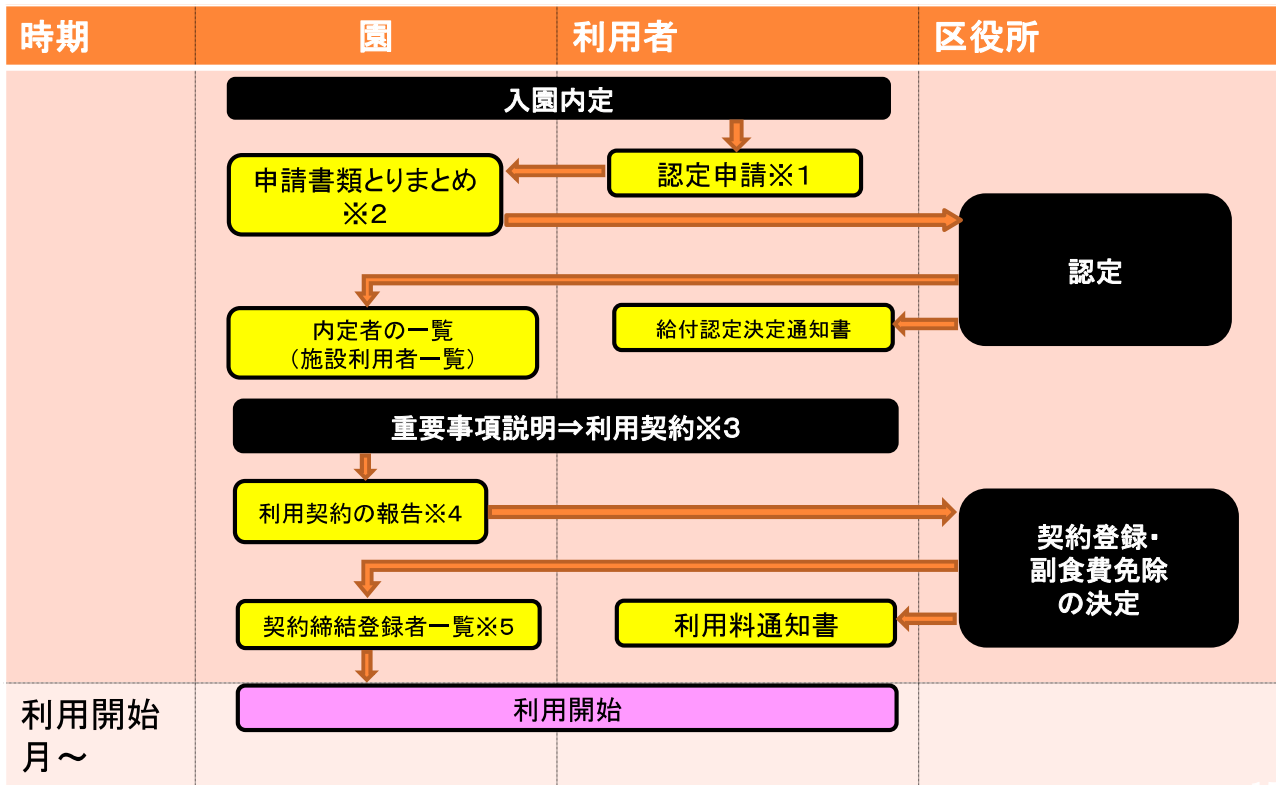 時期
園
利用者
区役所
入園内定
認定申請※１
申請書類とりまとめ
※２
認定
内定者の一覧
（施設利用者一覧）
給付認定決定通知書
重要事項説明⇒利用契約※３
利用契約の報告※４
契約登録・
副食費免除
の決定
契約締結登録者一覧※５
利用料通知書
利用開始
月～
利用開始